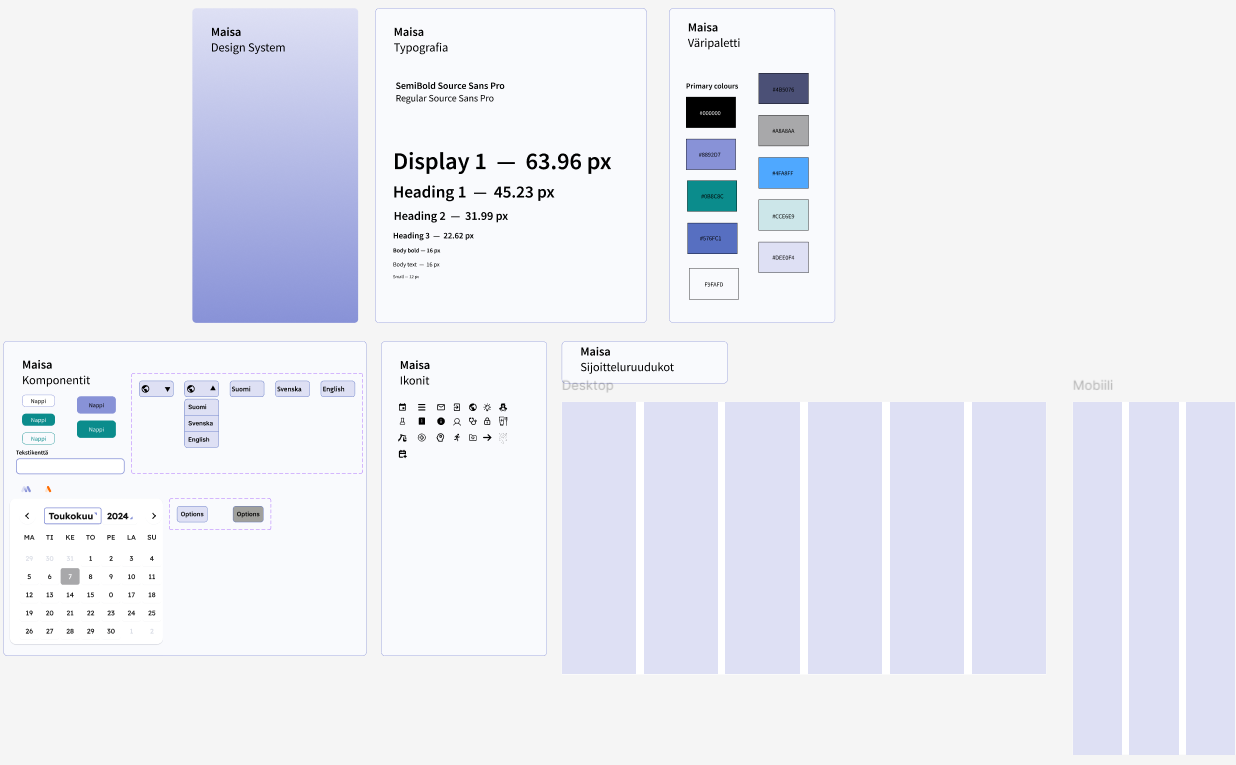 Maisa
Design System
Maisa
Typografia
SemiBold Source Sans Pro
Regular Source Sans Pro
Display 1 — 63.96 px
Heading 1 — 45.23 px
Heading 2 — 31.99 px
Heading 3 — 22.62 px
Body bold — 16 px
Body text — 16 px
Small — 12 px
Maisa
Väripaletti
Primary colours
#000000
#8892D7
#576FC1
F9FAFD
#A8A8AA
#4FA8FF
#CCE6E9
#DEE0F4
Maisa
Komponentit
Nappi
Nappi
Nappi
Nappi
Nappi
Tekstikenttä
Suomi
Svenska
English
Suomi
Svenska
English
Options
Options
Toukokuu 2024
MA TI KE TO PE LA SU
29 30 31 1 2 3 4
5 6 7 8 9 10 11
12 13 14 15 0 17 18
19 20 21 22 23 24 25
26 27 28 29 30 1 2
Maisa
Ikonit
Maisa
Sijoitteluruudukot
Desktop
Mobiili